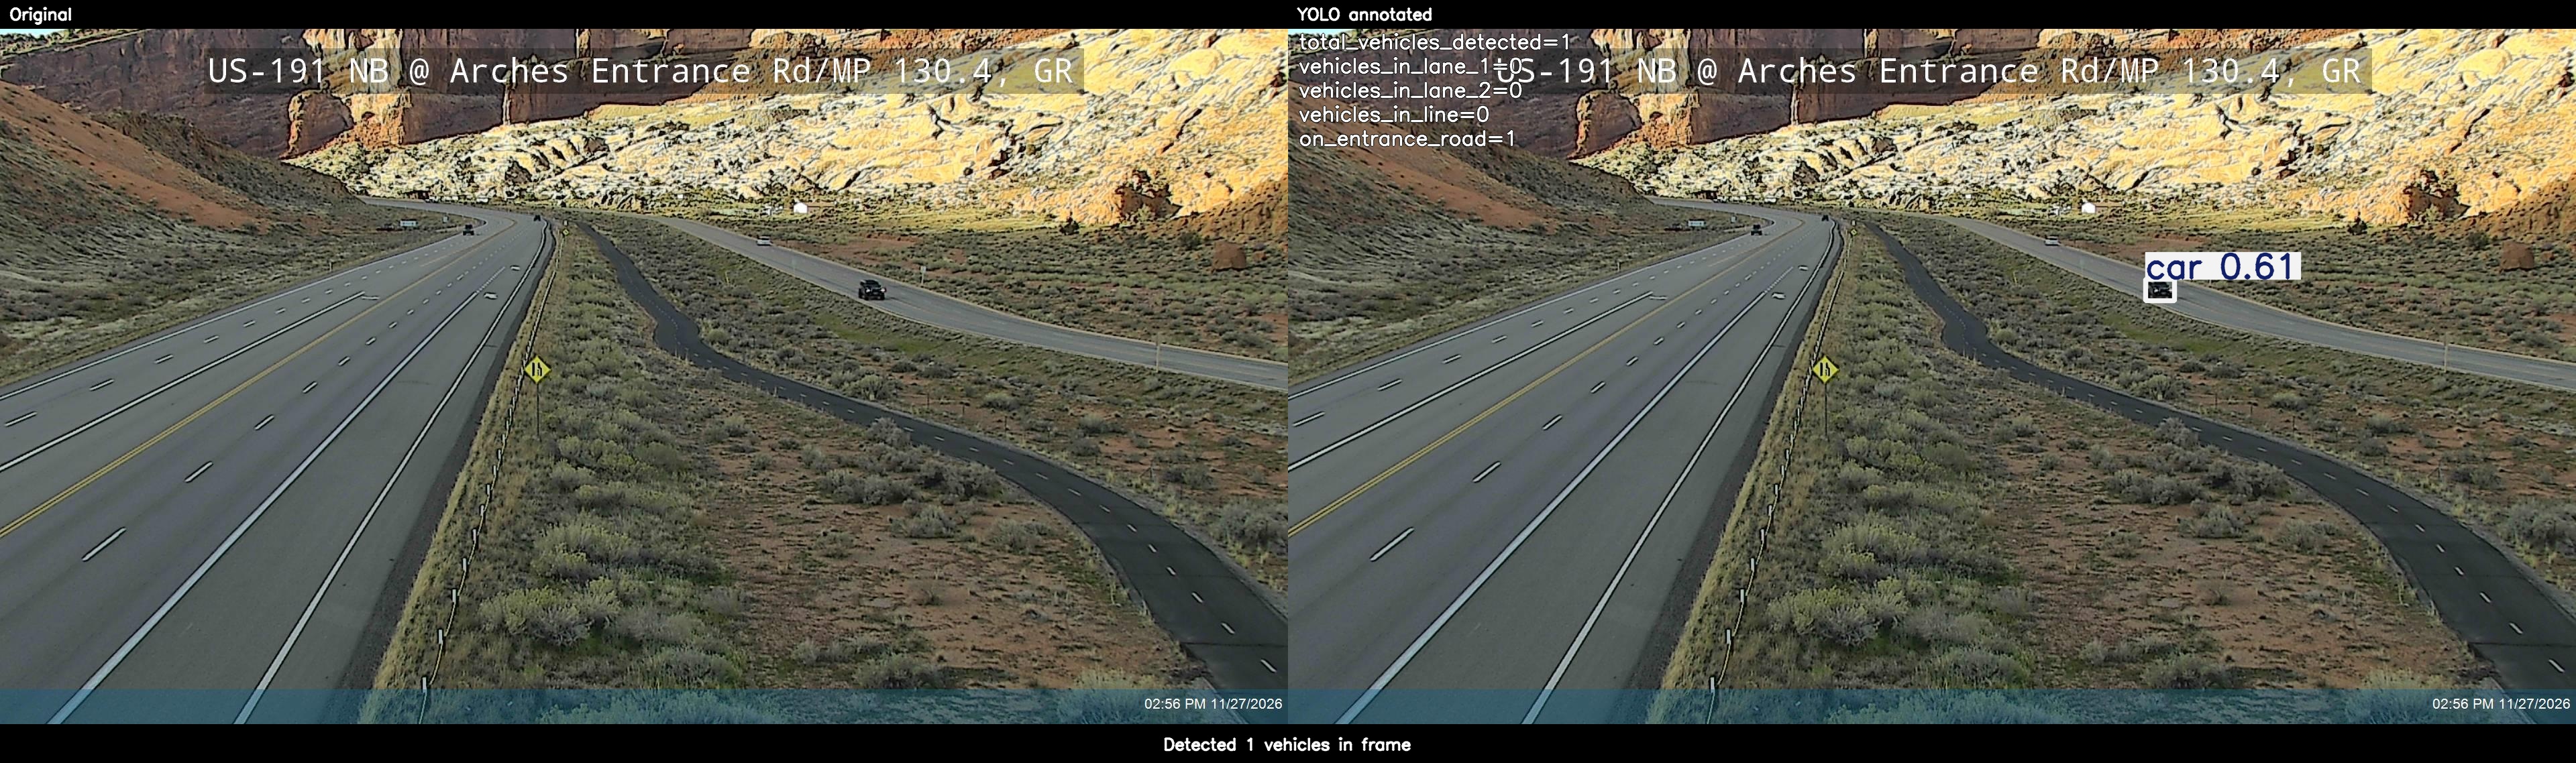 Original
US-191 NB @ Arches Entrance Rd/MP 130.4, GR
02:56 PM 11/27/2026
YOLO annotated
total_vehicles_detected=1
vehicles_in_lane_1=0
US-191 NB @ Arches Entrance Rd/MP 130.4, GR
vehicles_in_lane_2=0
vehicles_in_line=0
on_entrance_road=1
car 0.61
02:56 PM 11/27/2026
Detected 1 vehicles in frame